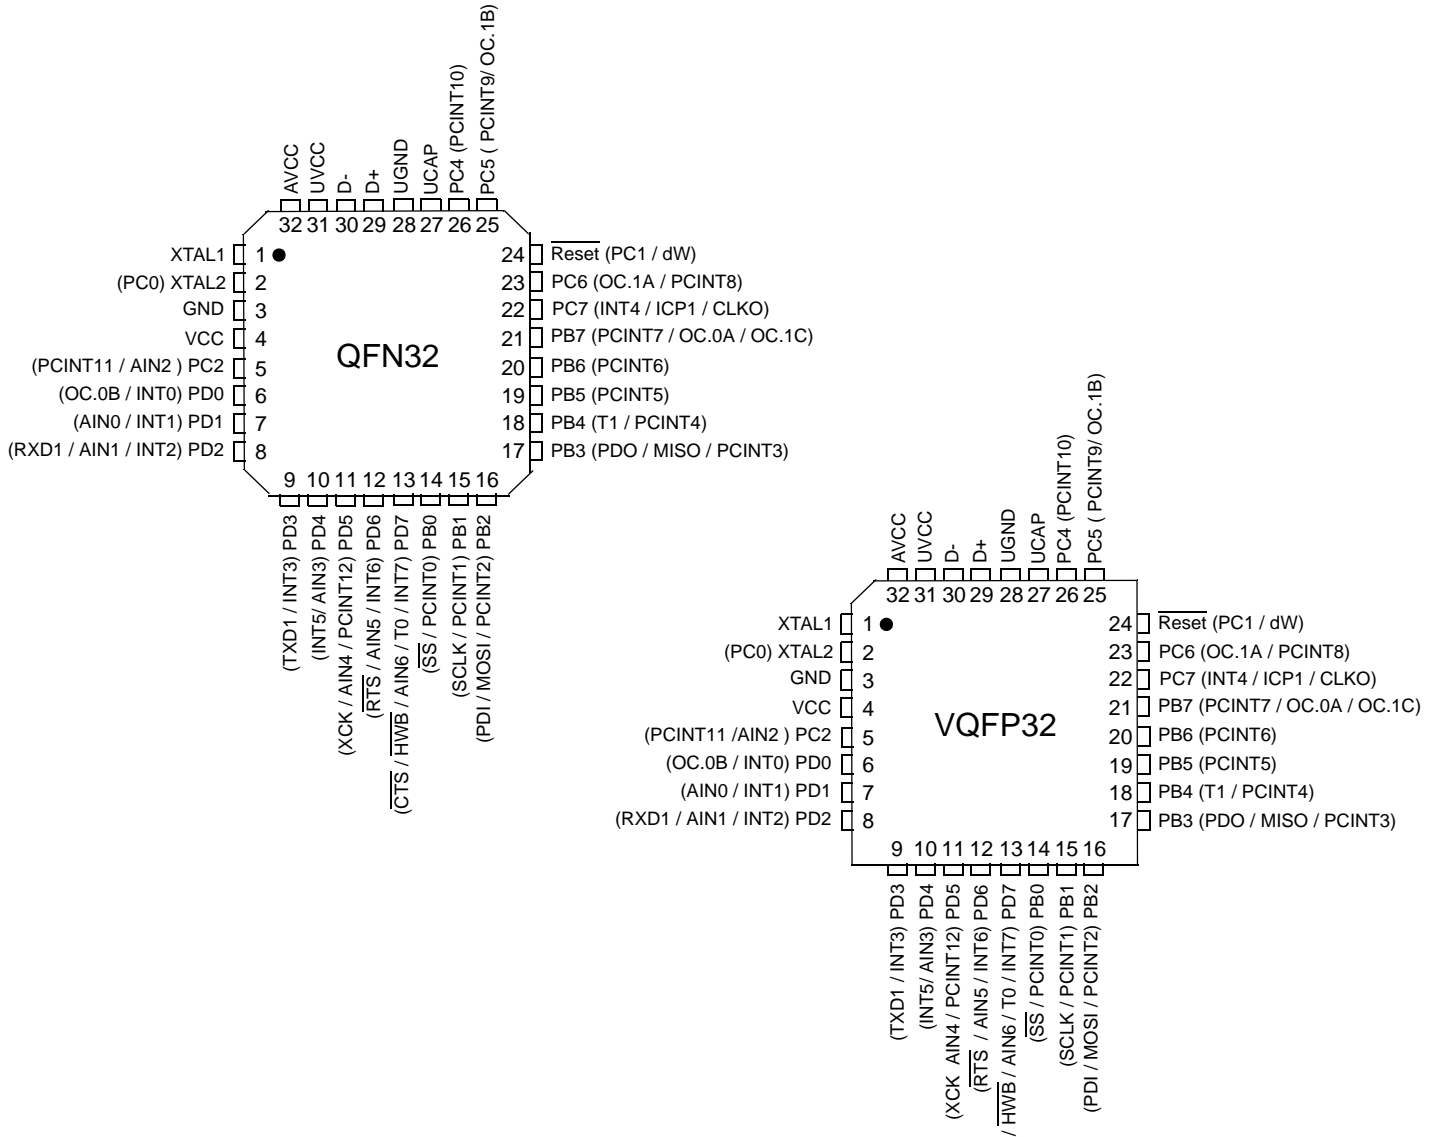 AVCC
UVCC
D-
D+
UGND
UCAP
PC4 (PCINT10)
PC5 ( PCINT9/ OC.1B)
32 31 30 29 28 27 26 25
XTAL1 1
(PC0) XTAL2 2
GND 3
VCC 4
(PCINT11 / AIN2 ) PC2 5
(OC.0B / INT0) PD0 6
(AIN0 / INT1) PD1 7
(RXD1 / AIN1 / INT2) PD2 8
QFN32
24 Reset (PC1 / dW)
23 PC6 (OC.1A / PCINT8)
22 PC7 (INT4 / ICP1 / CLKO)
21 PB7 (PCINT7 / OC.0A / OC.1C)
20 PB6 (PCINT6)
19 PB5 (PCINT5)
18 PB4 (T1 / PCINT4)
17 PB3 (PDO / MISO / PCINT3)
9 10 11 12 13 14 15 16
(TXD1 / INT3) PD3
(INT5/ AIN3) PD4
(XCK / AIN4 / PCINT12) PD5
(RTS / AIN5 / INT6) PD6
(CTS / HWB / AIN6 / T0 / INT7) PD7
(SS / PCINT0) PB0
(SCLK / PCINT1) PB1
(PDI / MOSI / PCINT2) PB2
AVCC
UVCC
D-
D+
UGND
UCAP
PC4 (PCINT10)
PC5 ( PCINT9/ OC.1B)
32 31 30 29 28 27 26 25
XTAL1 1
(PC0) XTAL2 2
GND 3
VCC 4
(PCINT11 /AIN2 ) PC2 5
(OC.0B / INT0) PD0 6
(AIN0 / INT1) PD1 7
(RXD1 / AIN1 / INT2) PD2 8
VQFP32
24 Reset (PC1 / dW)
23 PC6 (OC.1A / PCINT8)
22 PC7 (INT4 / ICP1 / CLKO)
21 PB7 (PCINT7 / OC.0A / OC.1C)
20 PB6 (PCINT6)
19 PB5 (PCINT5)
18 PB4 (T1 / PCINT4)
17 PB3 (PDO / MISO / PCINT3)
9 10 11 12 13 14 15 16
(TXD1 / INT3) PD3
(INT5/ AIN3) PD4
(XCK AIN4 / PCINT12) PD5
(RTS / AIN5 / INT6) PD6
/ HWB / AIN6 / T0 / INT7) PD7
(SS / PCINT0) PB0
(SCLK / PCINT1) PB1
(PDI / MOSI / PCINT2) PB2